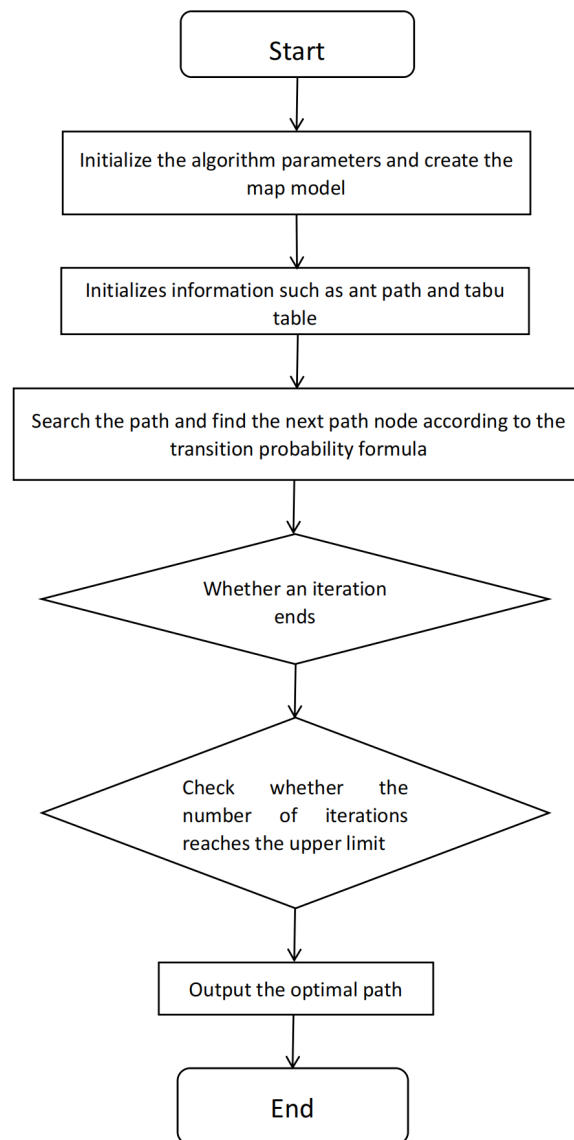 Start
Initialize the algorithm parameters and create the
map model
Initializes information such as ant path and tabu
table
Search the path and find the next path node according to the
transition probability formula
Whether an iteration
ends
Check whether the
number of iterations
reaches the upper limit
Output the optimal path
End